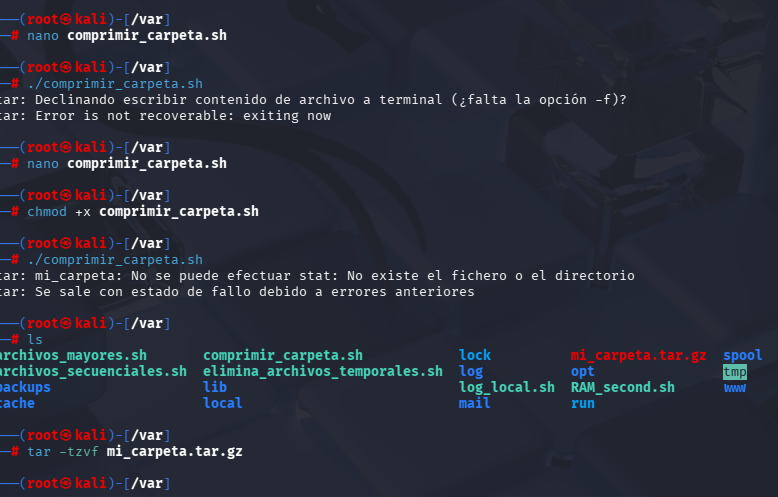 ──(root㉿kali)-[/var]
─# nano comprimir_carpeta.sh
──(root㉿kali)-[/var]
─# ./comprimir_carpeta.sh
tar: Declinando escribir contenido de archivo a terminal (¿falta la opción -f)?
tar: Error is not recoverable: exiting now
──(root㉿kali)-[/var]
─# nano comprimir_carpeta.sh
──(root㉿kali)-[/var]
─# chmod +x comprimir_carpeta.sh
──(root㉿kali)-[/var]
─# ./comprimir_carpeta.sh
tar: mi_carpeta: No se puede efectuar stat: No existe el fichero o el directorio
tar: Se sale con estado de fallo debido a errores anteriores
──(root㉿kali)-[/var]
─# ls
archivos_mayores.sh comprimir_carpeta.sh lock mi_carpeta.tar.gz spool
archivos_secuenciales.sh elimina_archivos_temporales.sh log opt tmp
backups lib log_local.sh RAM_second.sh www
cache local mail run
──(root㉿kali)-[/var]
─# tar -tzvf mi_carpeta.tar.gz
──(root㉿kali)-[/var]